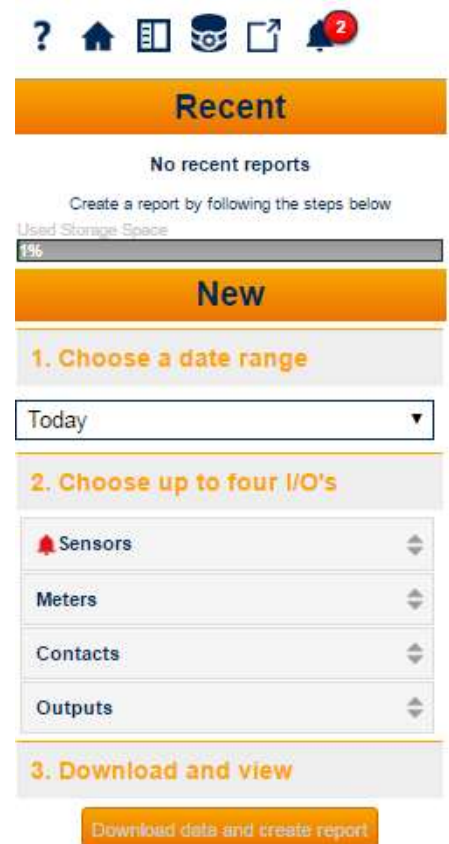 ?
2
Recent
No recent reports
Create a report by following the steps below
Used Storage Space
1%
New
1. Choose a date range
Today
2. Choose up to four I/O's
Sensors
Meters
Contacts
Outputs
3. Download and view
Download data and create report